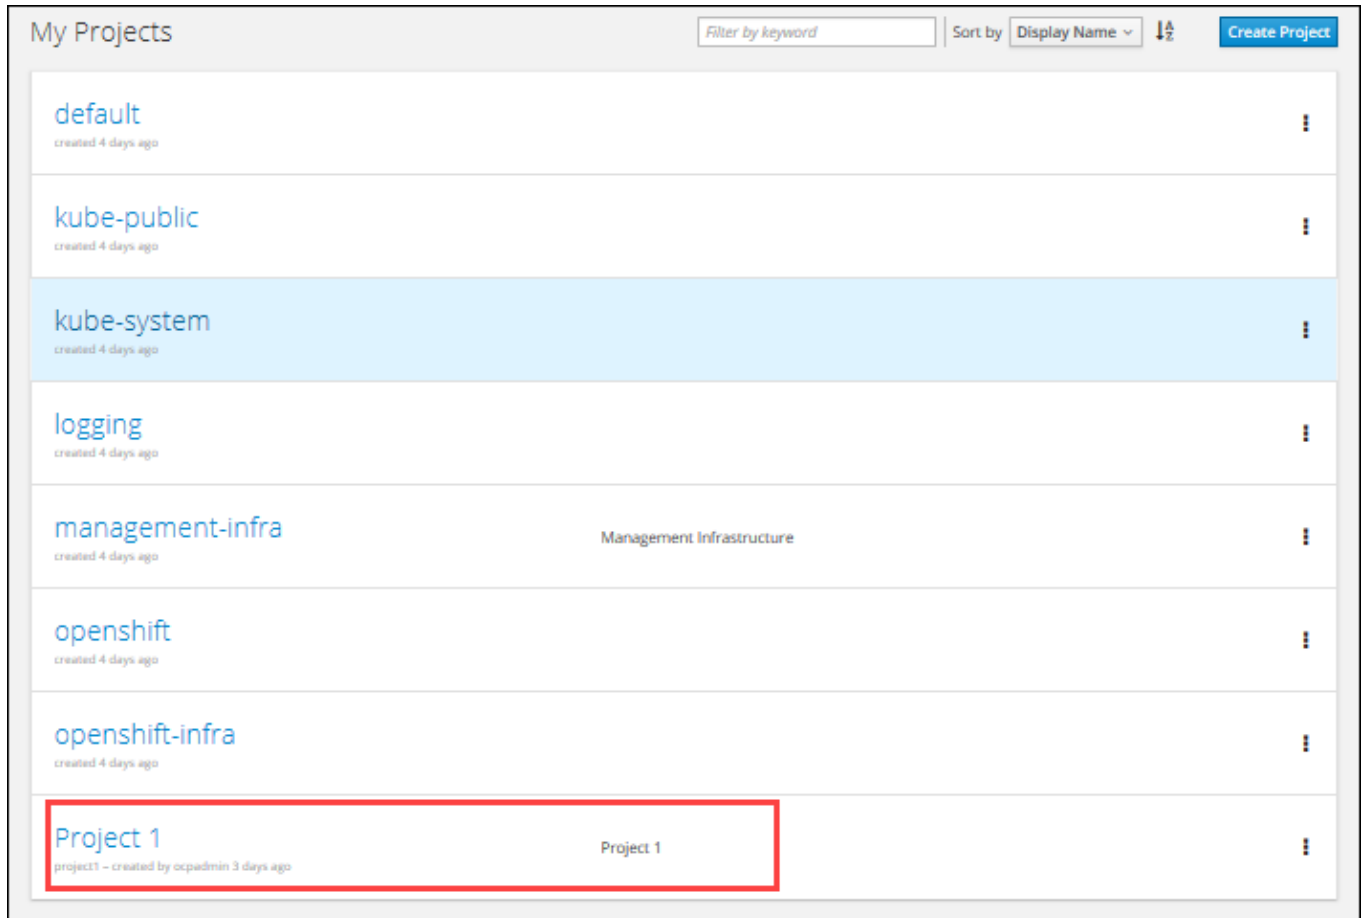 My Projects
Filter by keyword
Sort by
Display Name
Create Project
default
created 4 days ago
kube-public
created 4 days ago
kube-system
created 4 days ago
logging
created 4 days ago
management-infra
Management Infrastructure
created 4 days ago
openshift
created 4 days ago
openshift-infra
created 4 days ago
Project 1
Project 1
project1 – created by ocpadmin 3 days ago